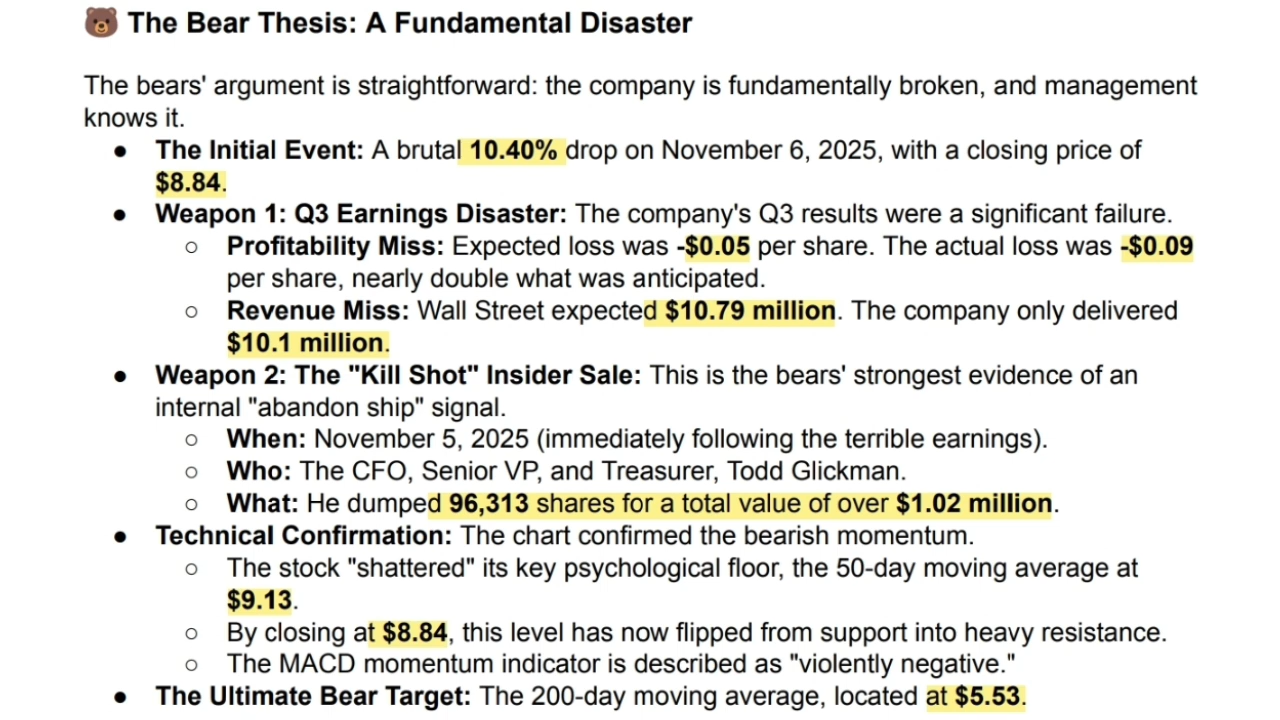 🐻 The Bear Thesis: A Fundamental Disaster
The bears' argument is straightforward: the company is fundamentally broken, and management
knows it.
● The Initial Event: A brutal 10.40% drop on November 6, 2025, with a closing price of
$8.84.
● Weapon 1: Q3 Earnings Disaster: The company's Q3 results were a significant failure.
○ Profitability Miss: Expected loss was -$0.05 per share. The actual loss was -$0.09
per share, nearly double what was anticipated.
○ Revenue Miss: Wall Street expected $10.79 million. The company only delivered
$10.1 million.
● Weapon 2: The "Kill Shot" Insider Sale: This is the bears' strongest evidence of an
internal "abandon ship" signal.
○ When: November 5, 2025 (immediately following the terrible earnings).
○ Who: The CFO, Senior VP, and Treasurer, Todd Glickman.
○ What: He dumped 96,313 shares for a total value of over $1.02 million.
● Technical Confirmation: The chart confirmed the bearish momentum.
○ The stock "shattered" its key psychological floor, the 50-day moving average at
$9.13.
○ By closing at $8.84, this level has now flipped from support into heavy resistance.
○ The MACD momentum indicator is described as "violently negative."
● The Ultimate Bear Target: The 200-day moving average, located at $5.53.